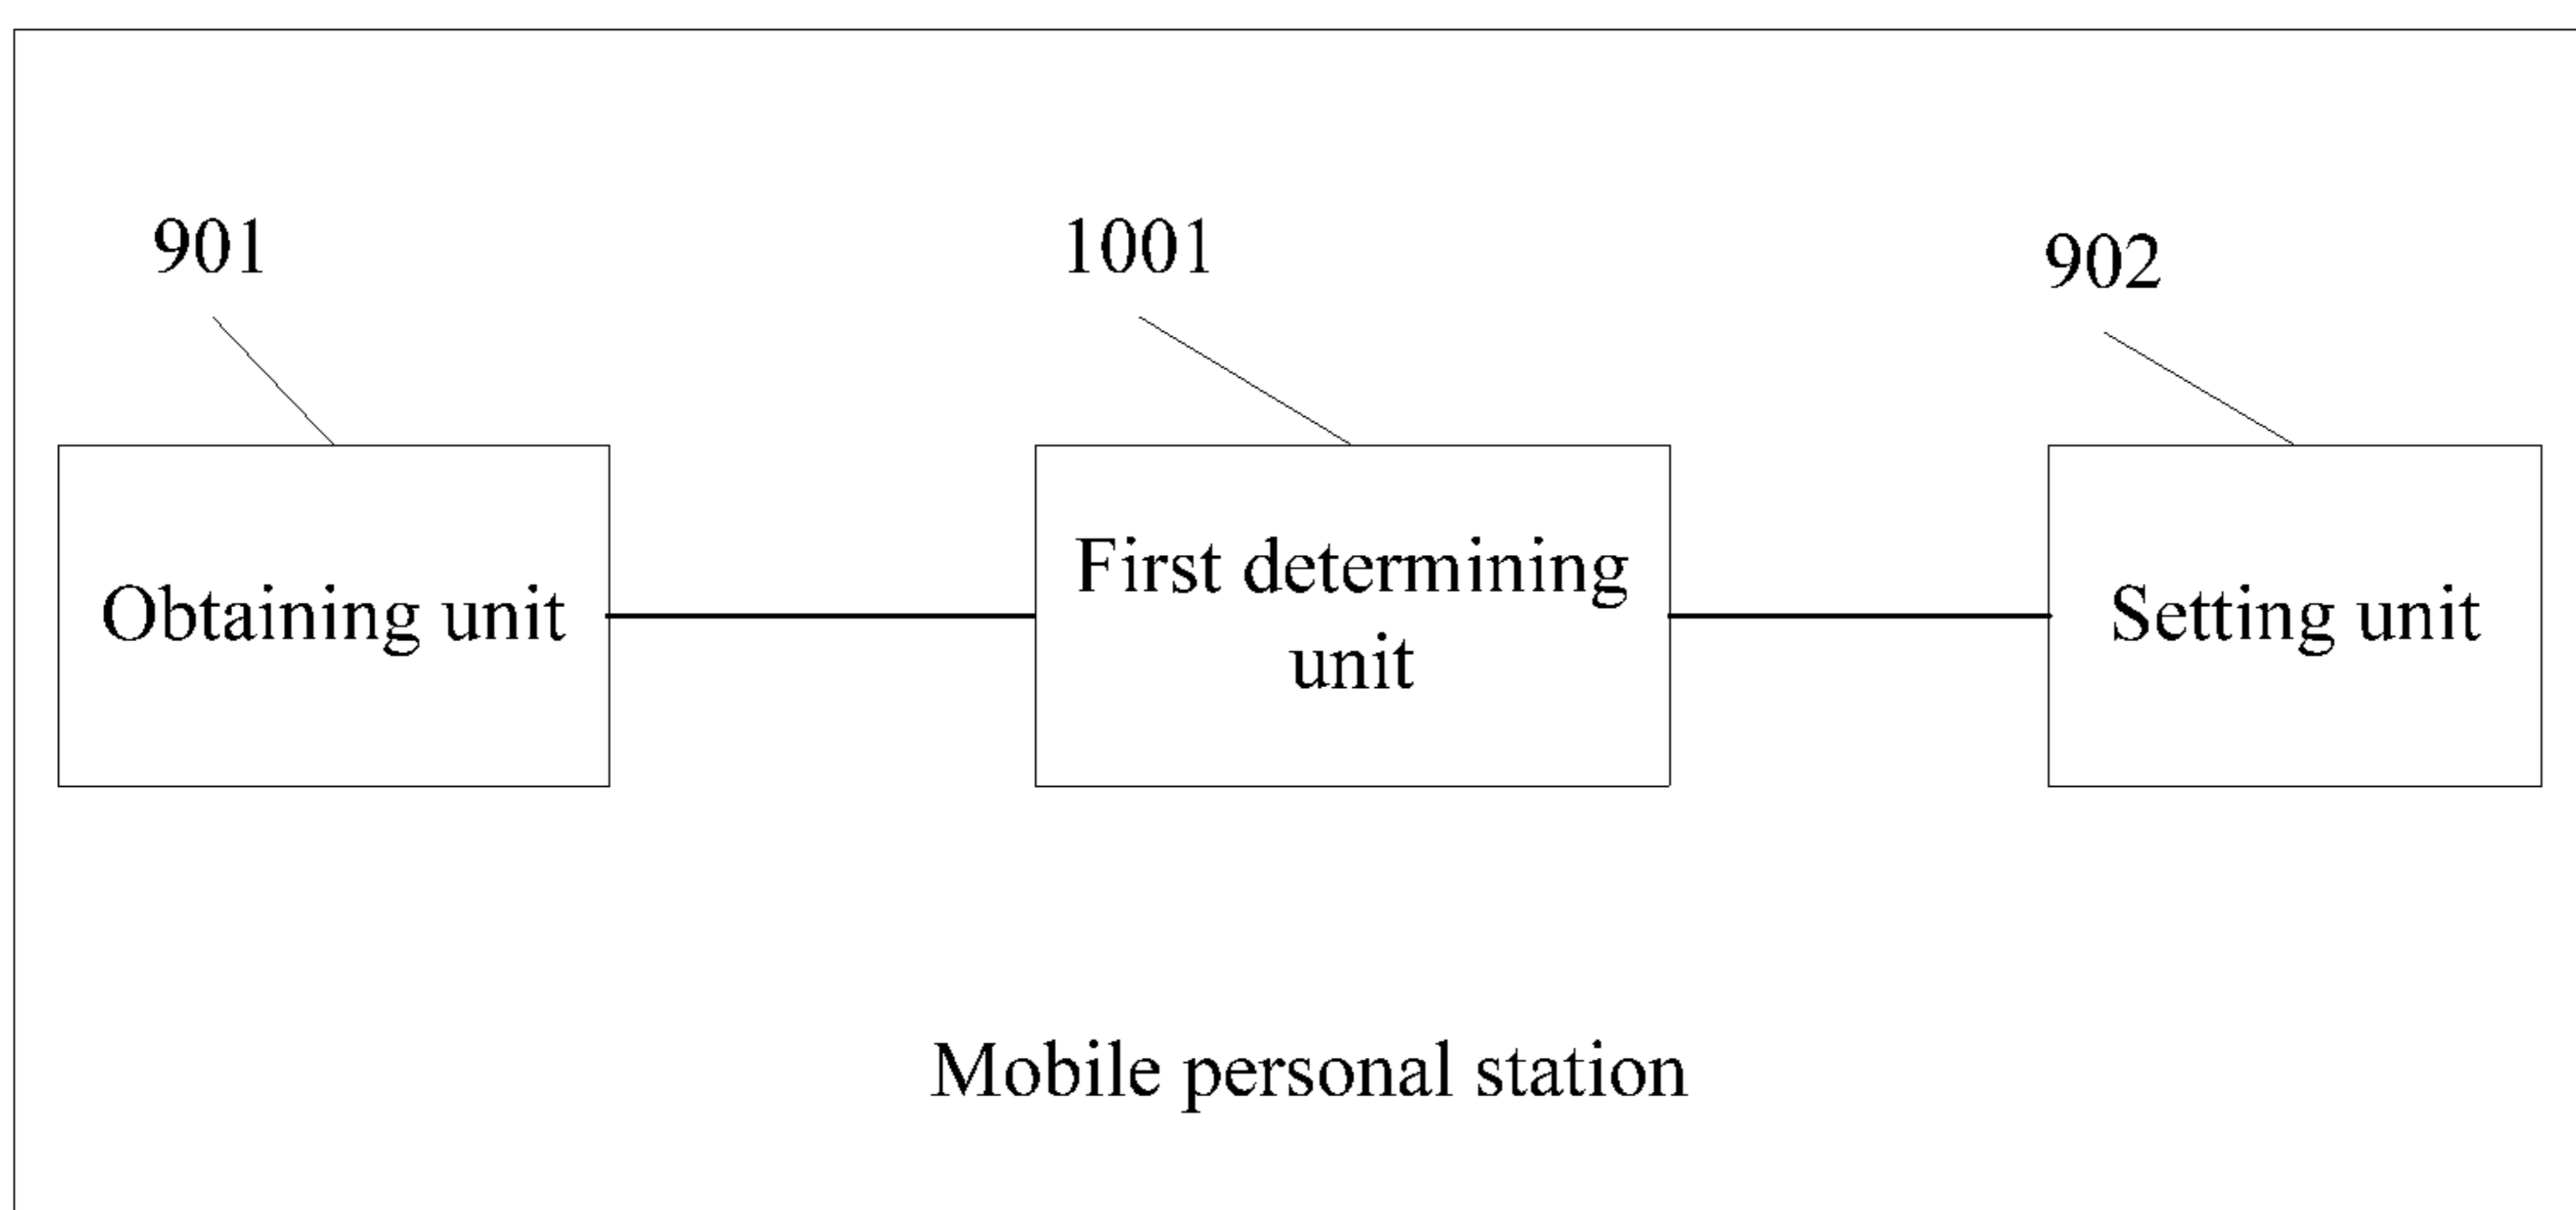 901
1001
902
Obtaining unit
First determining
unit
Setting unit
Mobile personal station